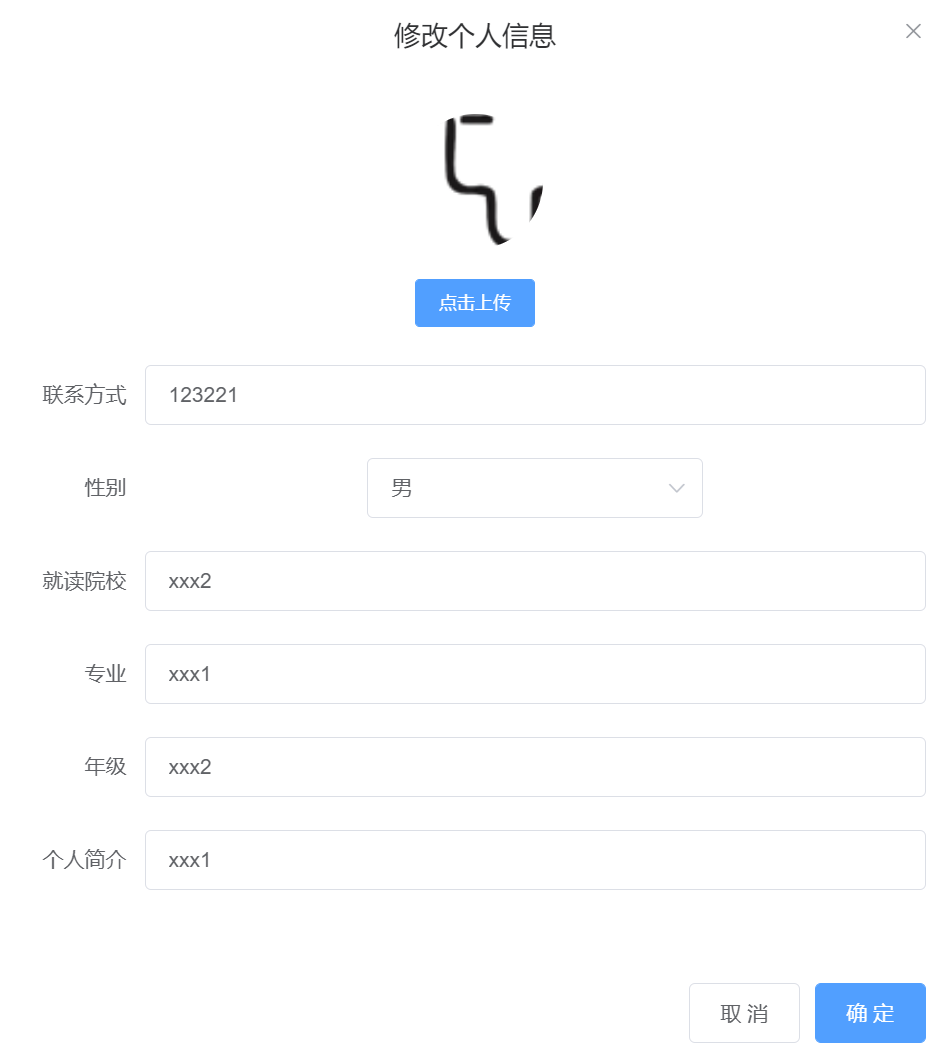 修改个人信息
点击上传
联系方式 123221
性别 男
就读院校 xxx2
专业 xxx1
年级 xxx2
个人简介 xxx1
取消 确定